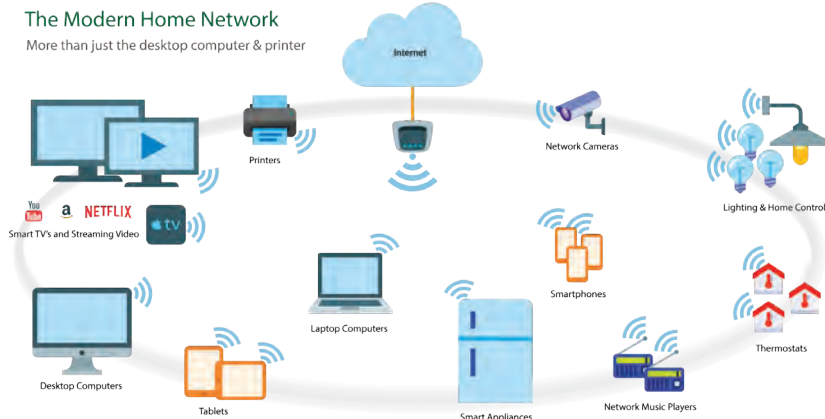 The Modern Home Network
More than just the desktop computer & printer
Internet
Printers
Network Cameras
You
Tube
a
NETFLIX
tv
Smart TV's and Streaming Video
Lighting & Home Control
Smartphones
Laptop Computers
Thermostats
Desktop Computers
Tablets
Smart Appliances
Network Music Players